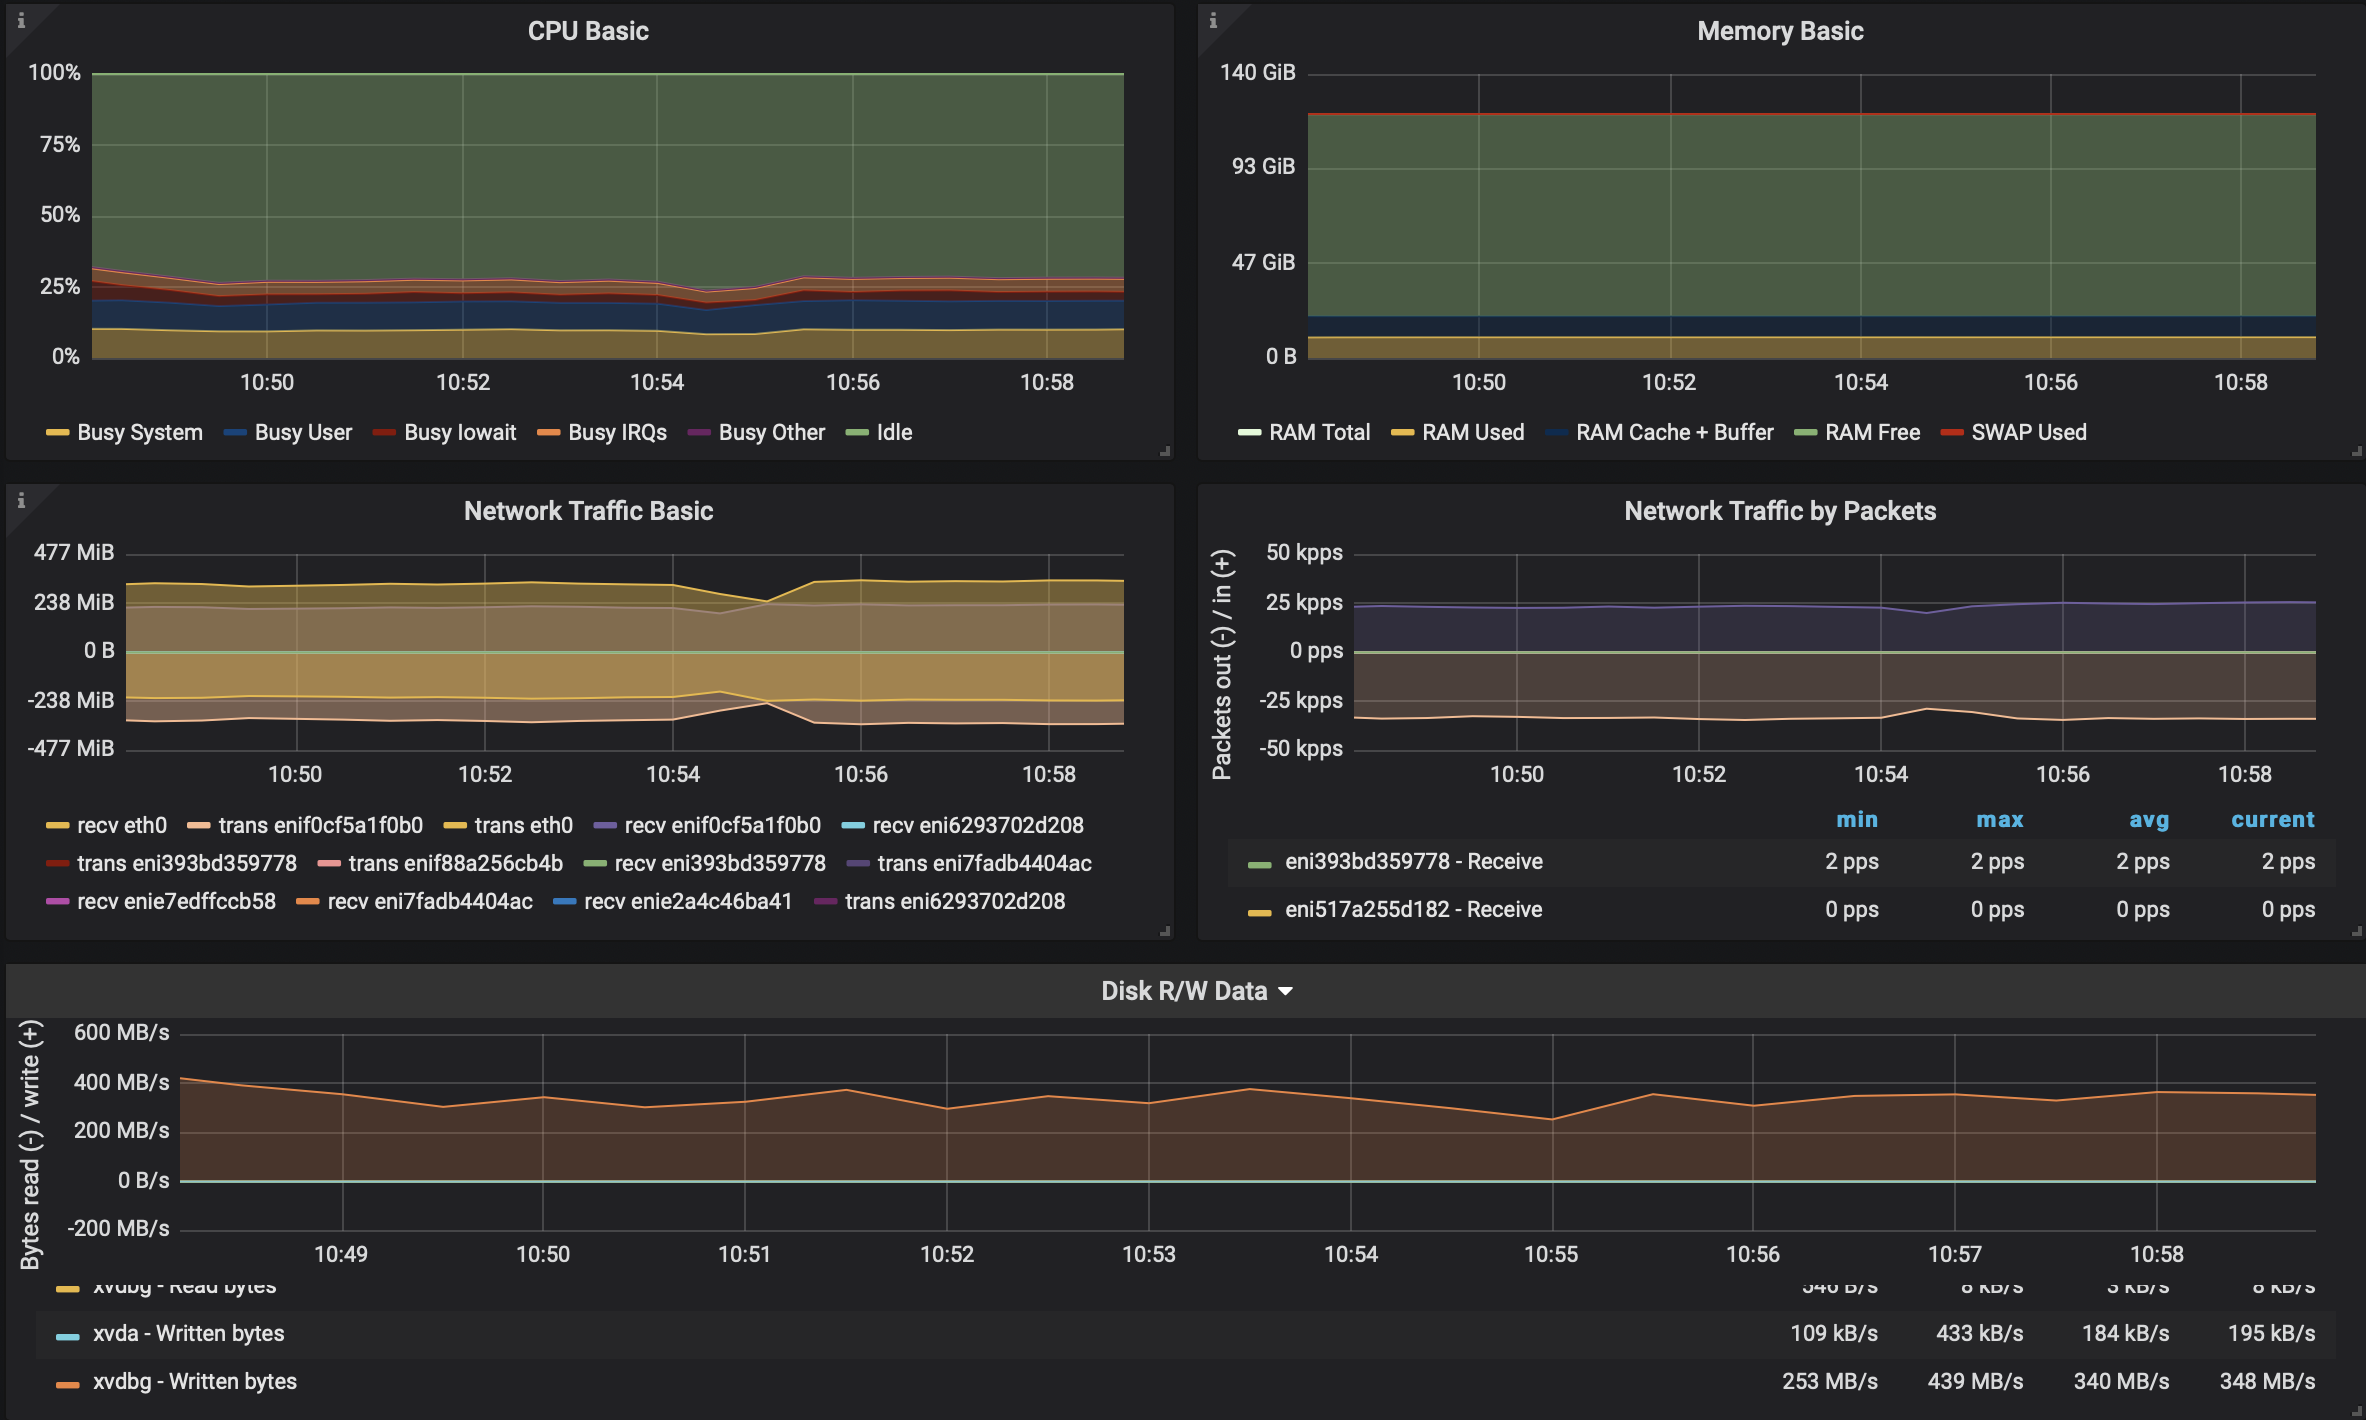 CPU Basic
100%
75%
50%
25%
0%
10:50 10:52 10:54 10:56 10:58
Busy System Busy User Busy Iowait Busy IRQs Busy Other Idle
Memory Basic
140 GiB
93 GiB
47 GiB
0 B
10:50 10:52 10:54 10:56 10:58
RAM Total RAM Used RAM Cache + Buffer RAM Free SWAP Used
Network Traffic Basic
477 MiB
238 MiB
0 B
-238 MiB
-477 MiB
10:50 10:52 10:54 10:56 10:58
recv eth0 trans enif0cf5a1f0b0 trans eth0 recv enif0cf5a1f0b0 recv eni6293702d208
trans eni393bd359778 trans enif88a256cb4b recv eni393bd359778 trans eni7fadb4404ac
recv enie7edffccb58 recv eni7fadb4404ac recv enie2a4c46ba41 trans eni6293702d208
Network Traffic by Packets
Packets out (-) / in (+)
50 kpps
25 kpps
0 pps
-25 kpps
-50 kpps
10:50 10:52 10:54 10:56 10:58
min max avg current
eni393bd359778 - Receive 2 pps 2 pps 2 pps 2 pps
eni517a255d182 - Receive 0 pps 0 pps 0 pps 0 pps
Disk R/W Data
Bytes read (-) / write (+)
600 MB/s
400 MB/s
200 MB/s
0 B/s
-200 MB/s
10:49 10:50 10:51 10:52 10:53 10:54 10:55 10:56 10:57 10:58
xvdbg - Read bytes 546 B/s 8 kB/s 3 kB/s 8 kB/s
xvda - Written bytes 109 kB/s 433 kB/s 184 kB/s 195 kB/s
xvdbg - Written bytes 253 MB/s 439 MB/s 340 MB/s 348 MB/s